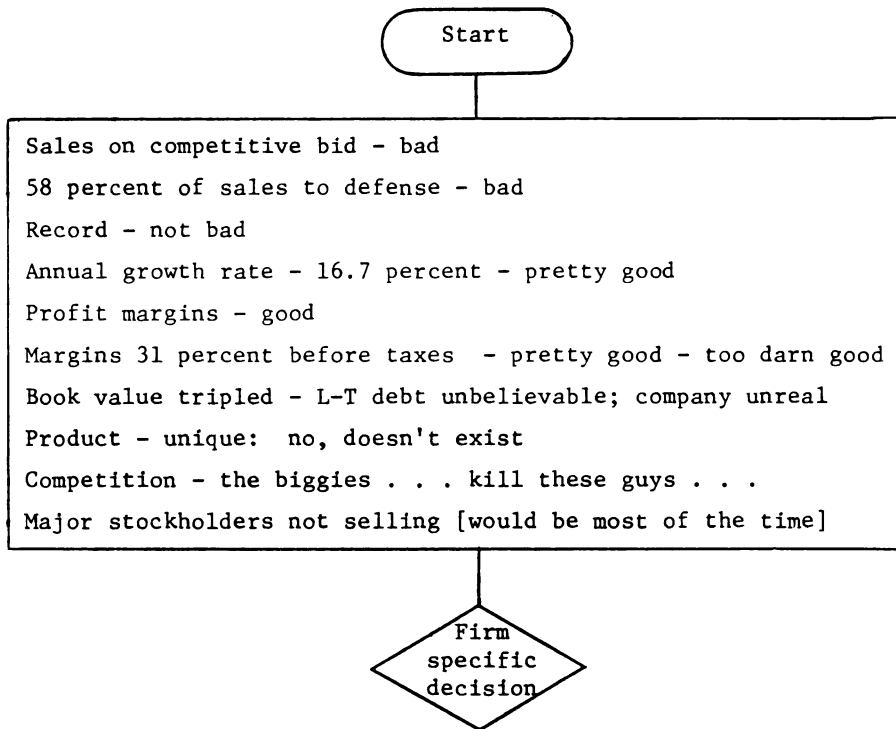 Start
Sales on competitive bid - bad
58 percent of sales to defense - bad
Record - not bad
Annual growth rate - 16.7 percent - pretty good
Profit margins - good
Margins 31 percent before taxes - pretty good - too darn good
Book value tripled - L-T debt unbelievable; company unreal
Product - unique: no, doesn't exist
Competition - the biggies . . . kill these guys . . .
Major stockholders not selling [would be most of the time]
Firm
specific
decision